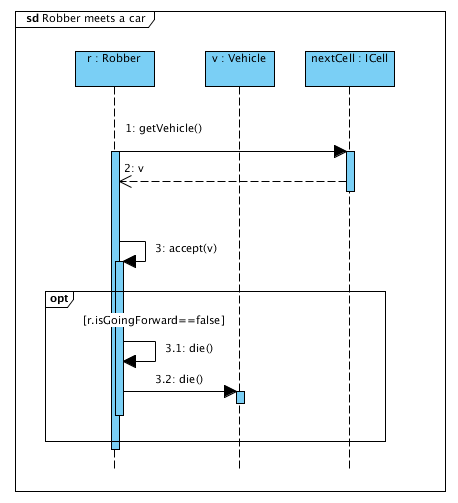 sd Robber meets a car
r : Robber
v : Vehicle
nextCell : ICell
1: getVehicle()
2: v
3: accept(v)
opt
[r.isGoingForward==false]
3.1: die()
3.2: die()